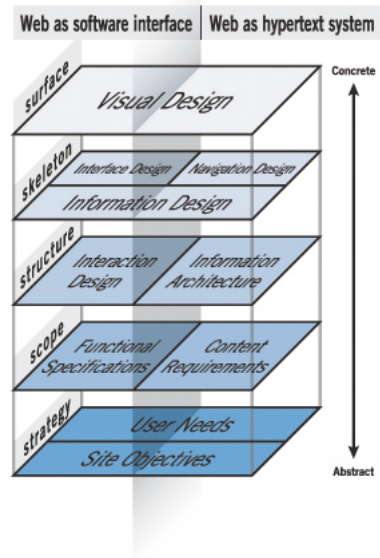 Web as software interface
Web as hypertext system
Concrete
surface
Visual Design
skeleton
Interface Design
Navigation Design
Information Design
structure
Interaction
Design
Information
Architecture
scope
Functional
Specifications
Content
Requirements
strategy
User Needs
Site Objectives
Abstract